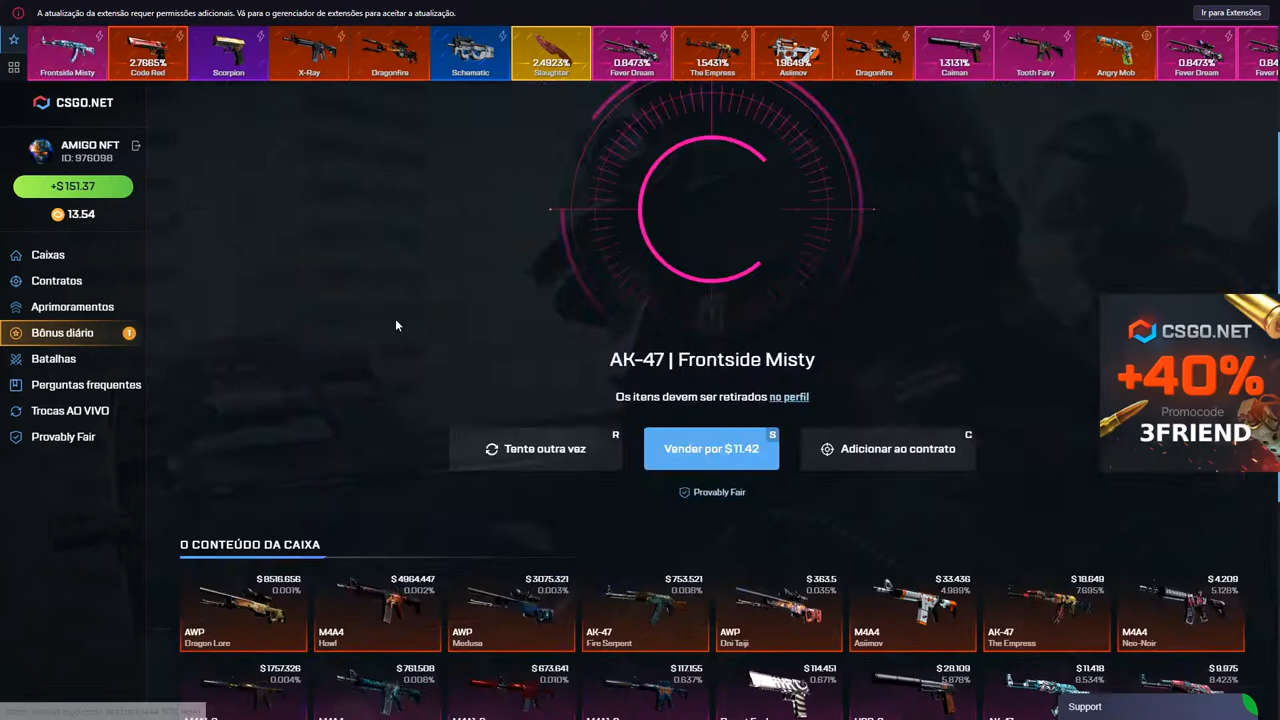 A atualização da extensão requer permissões adicionais. Vá para o gerenciador de extensões para aceitar a atualização.
Ir para Extensões
Frontside Misty
2.7665%
Code Red
Scorpion
X-Ray
Dragonfire
Schematic
2.4923%
Slaughter
0.8473%
Fever Dream
1.5431%
The Empress
1.9649%
Asiimov
Dragonfire
1.3131%
Caiman
Tooth Fairy
Angry Mob
0.8473%
Fever Dream
0.84
Fe
CSGO.NET
AMIGO NFT
ID: 976098
+$ 151.37
13.54
Caixas
Contratos
Aprimoramentos
Bônus diário
1
Batalhas
Perguntas frequentes
Trocas AO VIVO
Provably Fair
AK-47 | Frontside Misty
Os itens devem ser retirados no perfil
Tente outra vez
R
Vender por $ 11.42
S
Adicionar ao contrato
C
Provably Fair
CSGO.NET
+40%
Promocode
3FRIEND
O CONTEÚDO DA CAIXA
$ 8516.656
0.001%
AWP
Dragon Lore
$ 4964.447
0.002%
M4A4
Howl
$ 3075.321
0.003%
AWP
Medusa
$ 753.521
0.008%
AK-47
Fire Serpent
$ 363.5
0.035%
AWP
Oni Taiji
$ 33.436
4.989%
M4A4
Asiimov
$ 18.649
7.695%
AK-47
The Empress
$ 4.209
5.128%
M4A4
Neo-Noir
$ 1757.326
0.004%
$ 761.508
0.008%
$ 673.641
0.010%
$ 117.155
0.637%
$ 114.451
0.671%
$ 28.109
5.878%
$ 11.418
8.534%
$ 9.975
8.423%
Support